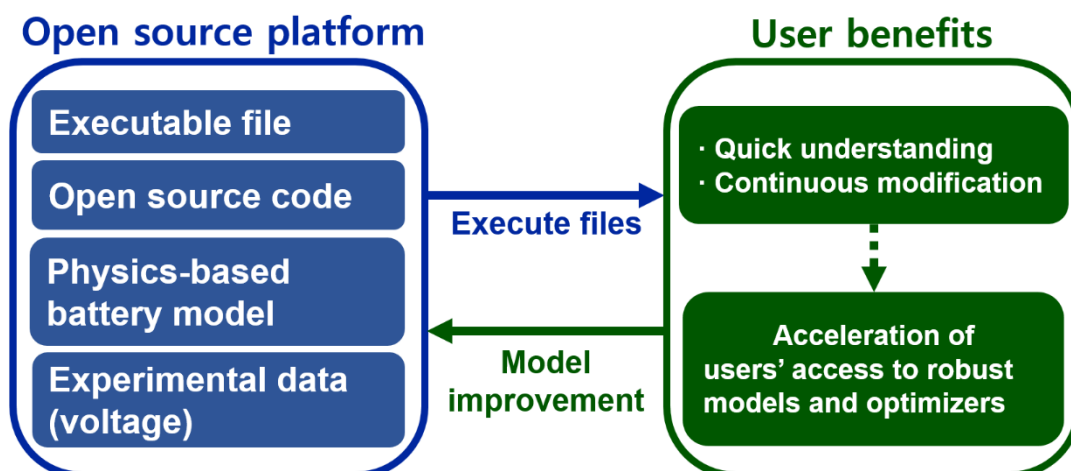 Open source platform
Executable file
Open source code
Physics-based
battery model
Experimental data
(voltage)
Execute files
Model
improvement
User benefits
· Quick understanding
· Continuous modification
Acceleration of
users’ access to robust
models and optimizers